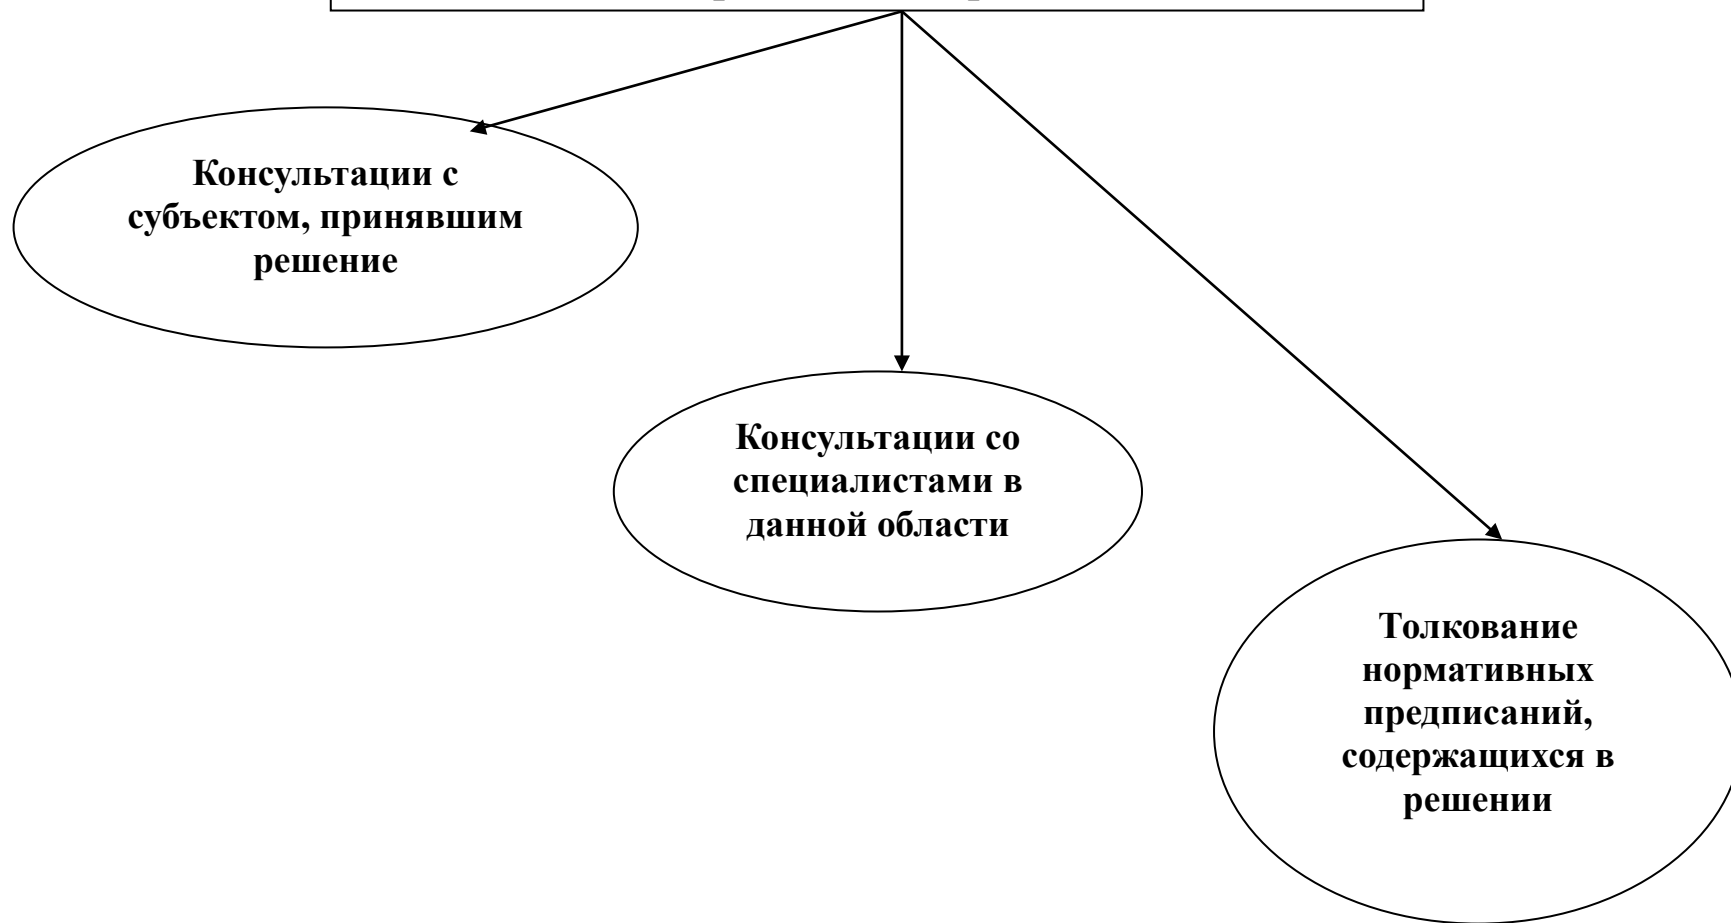 Консультации с
субъектом, принявшим
решение
Консультации со
специалистами в
данной области
Толкование
нормативных
предписаний,
содержащихся в
решении